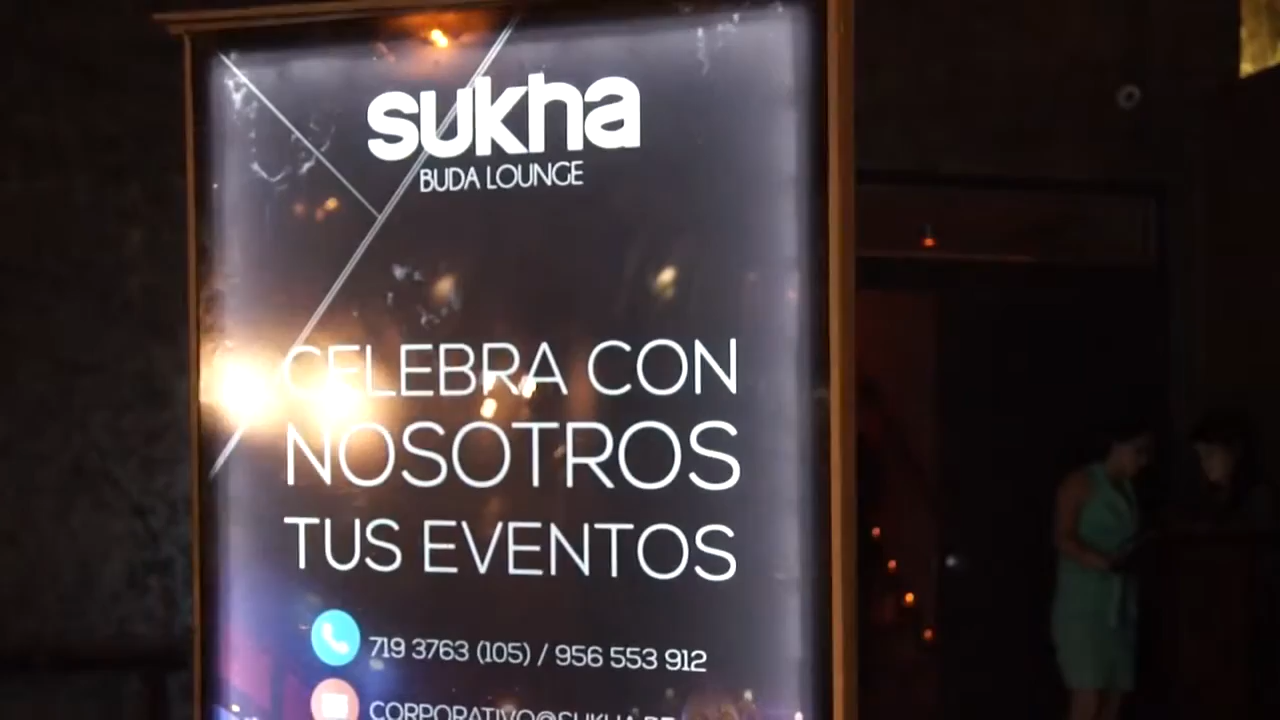 sukha
BUDA LOUNGE
CELEBRA CON
NOSOTROS
TUS EVENTOS
719 3763 (105) / 956 553 912